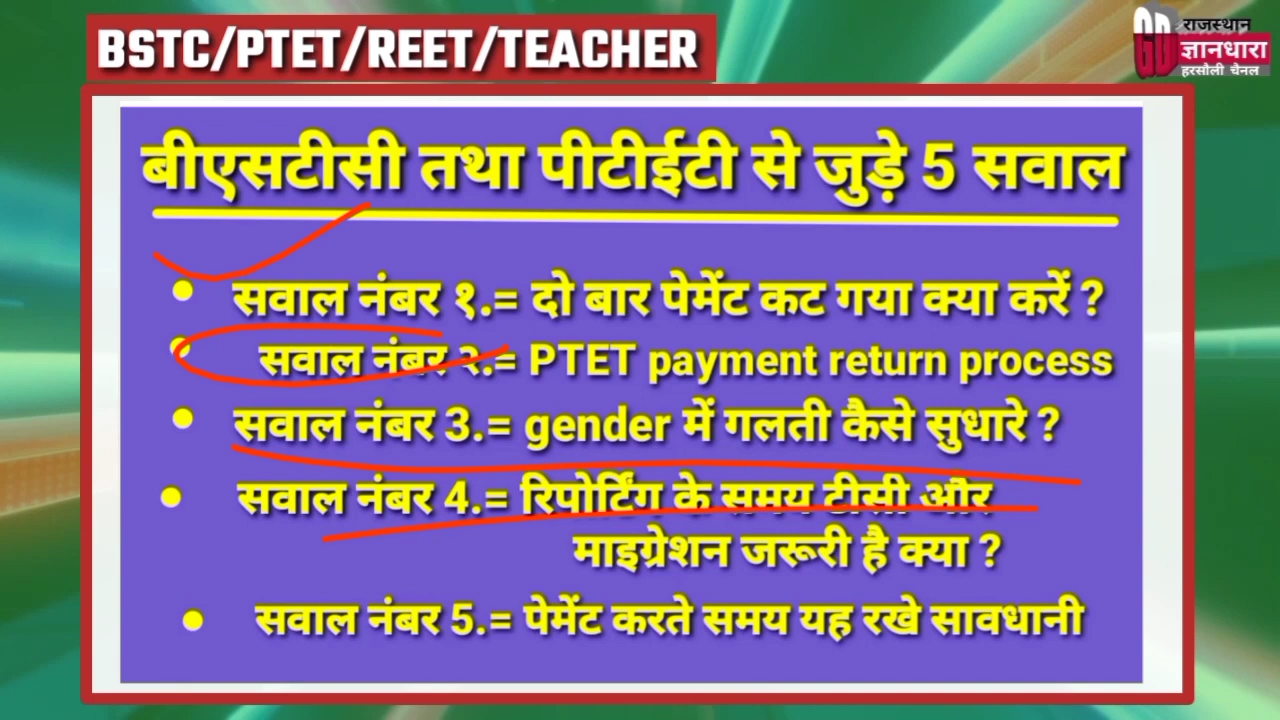 BSTC/PTET/REET/TEACHER
GD राजस्थान
ज्ञानधारा
हरसौली चैनल
बीएसटीसी तथा पीटीईटी से जुड़े 5 सवाल
• सवाल नंबर १.= दो बार पेमेंट कट गया क्या करें ?
• सवाल नंबर २.= PTET payment return process
• सवाल नंबर 3.= gender में गलती कैसे सुधारे ?
• सवाल नंबर 4.= रिपोर्टिंग के समय टीसी और
माइग्रेशन जरूरी है क्या ?
• सवाल नंबर 5.= पेमेंट करते समय यह रखे सावधानी